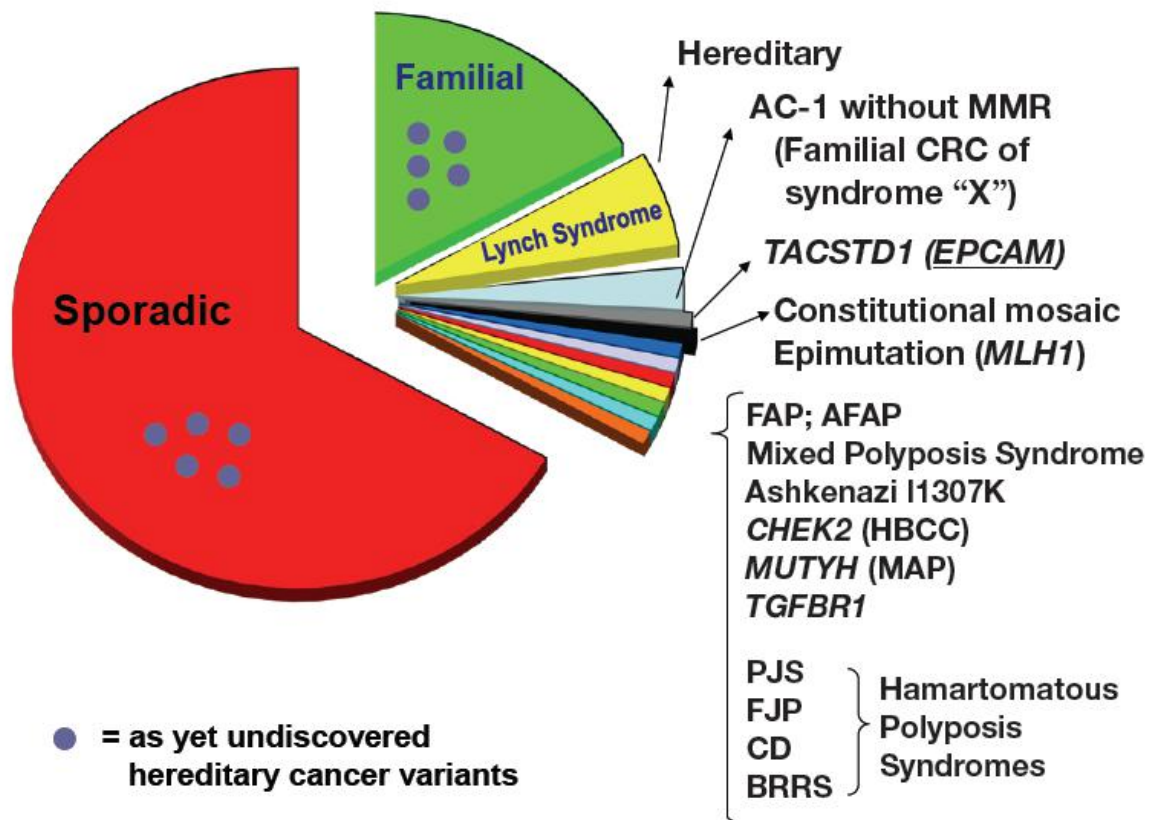 Familial
Lynch Syndrome
Sporadic
Hereditary
AC-1 without MMR
(Familial CRC of
syndrome “X”)
TACSTD1 (EPCAM)
Constitutional mosaic
Epimutation (MLH1)
FAP; AFAP
Mixed Polyposis Syndrome
Ashkenazi I1307K
CHEK2 (HBCC)
MUTYH (MAP)
TGFBR1
PJS
FJP
CD
BRRS
Hamartomatous
Polyposis
Syndromes
= as yet undiscovered
hereditary cancer variants